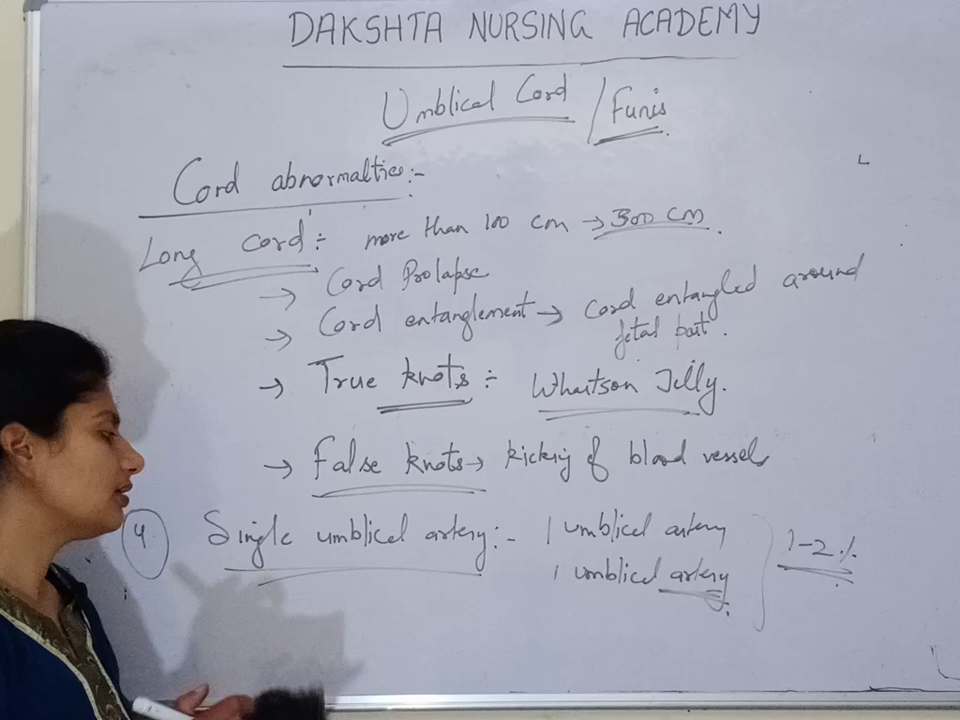 DAKSHTA NURSING ACADEMY
Umblical Cord / Funis
Cord abnormalties:-
Long Cord:- more than 100 cm → 300 cm.
→ Cord Prolapse
→ Cord entanglement → Cord entangled around
fetal part.
→ True knots:- Whartson Jelly.
→ False knots → kicking of blood vessels
4. Single umblical artery:- 1 umblical artery
1 umblical artery. 1-2%